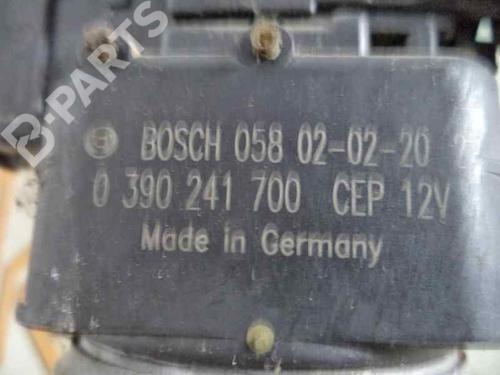 B-PARTS
BOSCH 058 02-02-20
0 390 241 700 CEP 12V
Made in Germany